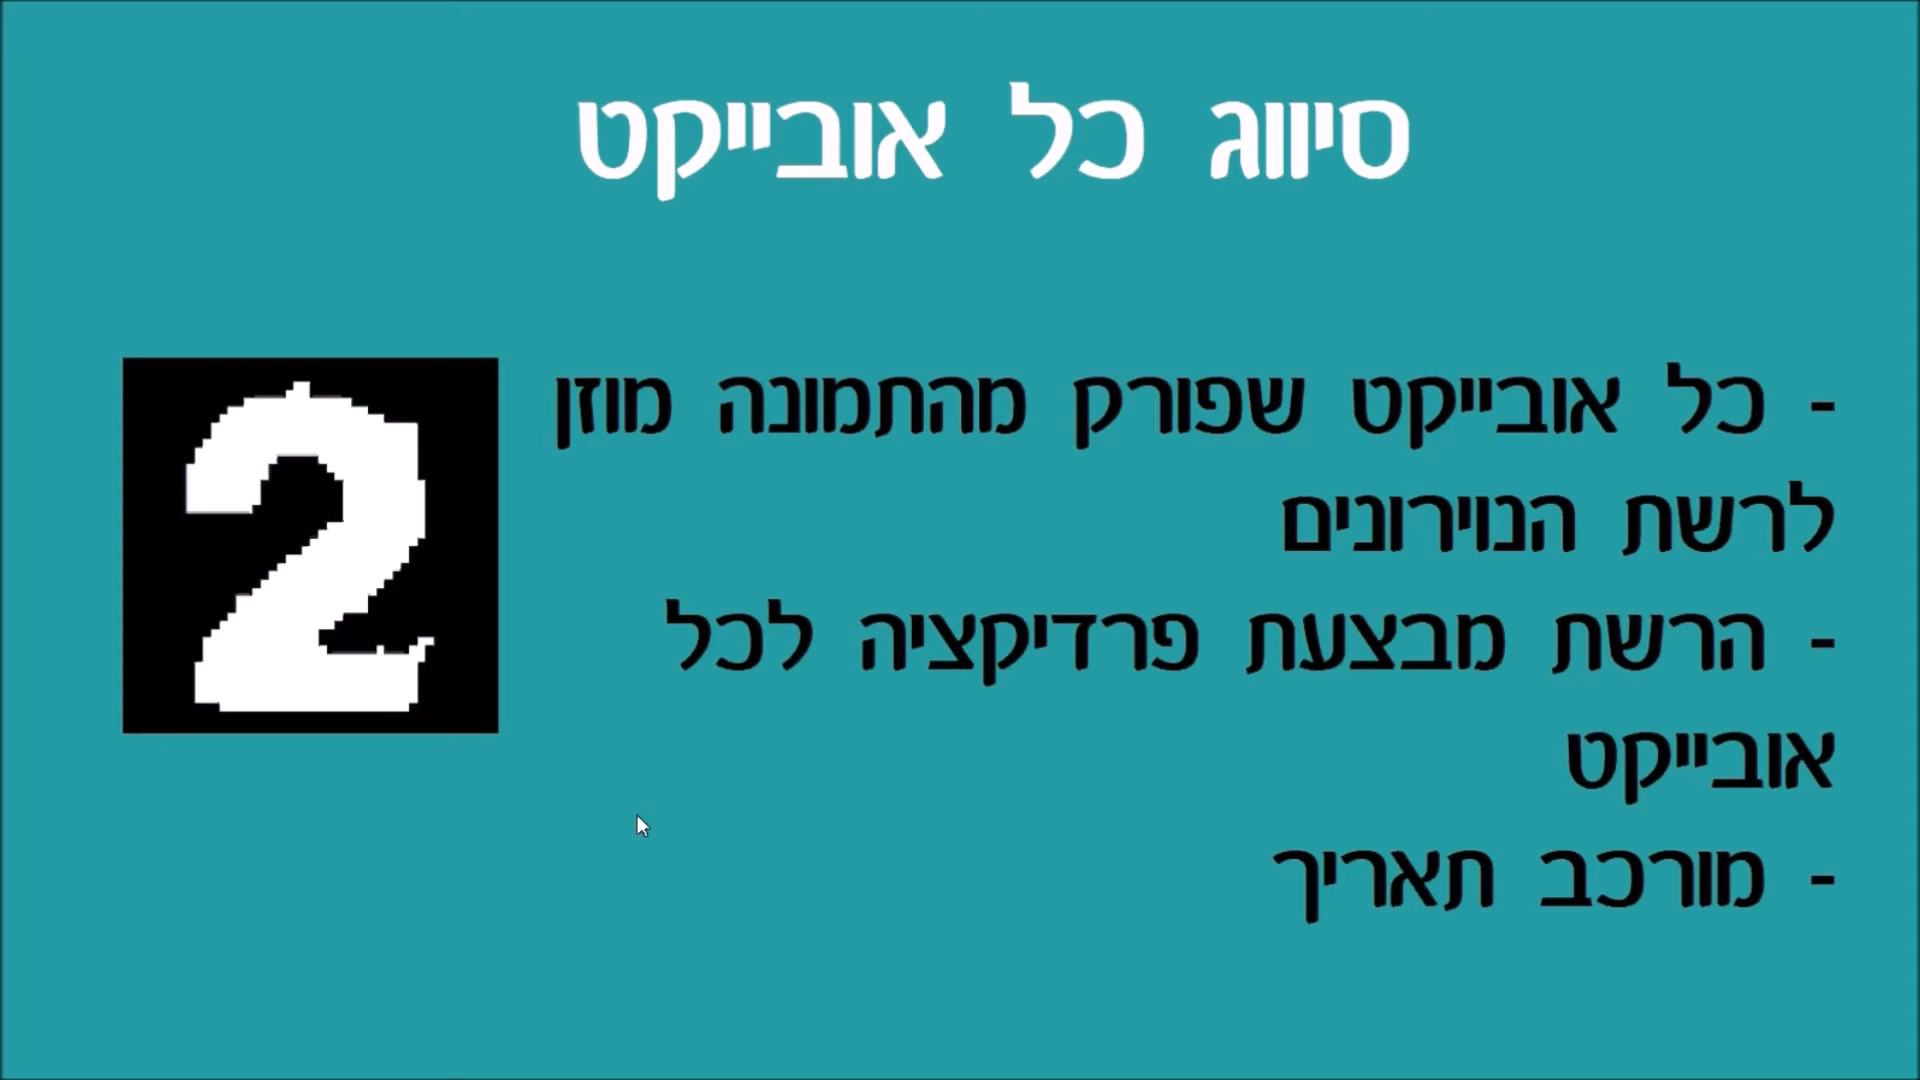 סיווג כל אובייקט
- כל אובייקט שפורק מהתמונה מוזן
לרשת הנוירונים
- הרשת מבצעת פרדיקציה לכל
אובייקט
- מורכב תאריך
2